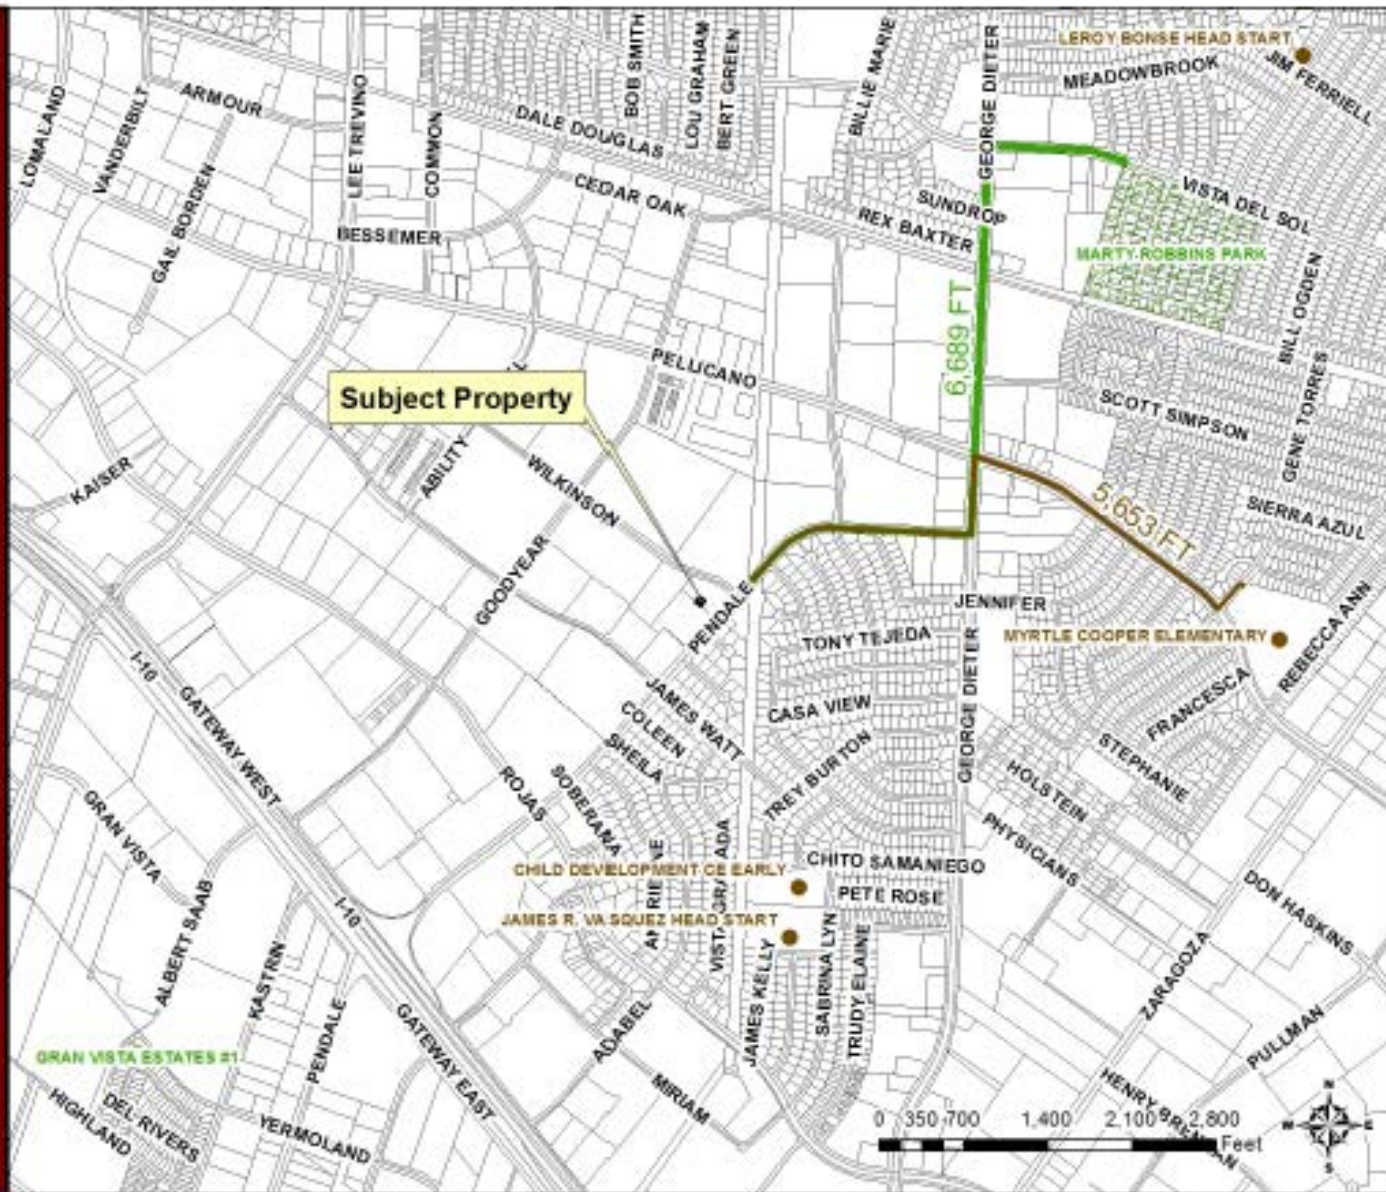 LEROY BONSE HEAD START
JIM FERRIELL
MEADOWBROOK
GEORGE DIETER
BILLIE MARIE
BOB SMITH
LOU GRAHAM
BERT GREEN
LEE TREVINO
COMMON
ARMOUR
VANDERBILT
LOMALAND
GAIL BORDEN
DALE DOUGLAS
CEDAR OAK
BESSEMER
SUNDROP
REX BAXTER
VISTA DEL SOL
MARTY ROBBINS PARK
BILL OGDEN
6,689 FT
PELLICANO
Subject Property
SCOTT SIMPSON
GENE TORRES
SIERRA AZUL
KAISER
ABILITY
WILKINSON
GOODYEAR
5,653 FT
PENDALE
JENNIFER
TONY TEJEDA
MYRTLE COOPER ELEMENTARY
REBECCA ANN
I-10
GATEWAY WEST
JAMES WATT
COLEEN
SHEILA
CASA VIEW
GEORGE DIETER
FRANCESCA
STEPHANIE
TREY BURTON
HOLSTEIN
ROJAS
SOBERANA
GRAN VISTA
PHYSICIANS
CHITO SAMANIEGO
CHILD DEVELOPMENT CE EARLY
PETE ROSE
DON HASKINS
ALBERT SAAB
I-10
JAMES R. VASQUEZ HEAD START
KASTRIN
PENDALE
JAMES KELLY
SABRINA LYN
TRUDY ELAINE
ZARAGOZA
PULLMAN
GATEWAY EAST
ADABEL
MIRIAM
GRAN VISTA ESTATES #1
HIGHLAND
DEL RIVERS
YERMOLAND
0 350 700 1,400 2,100 2,800
Feet
N
W E
S